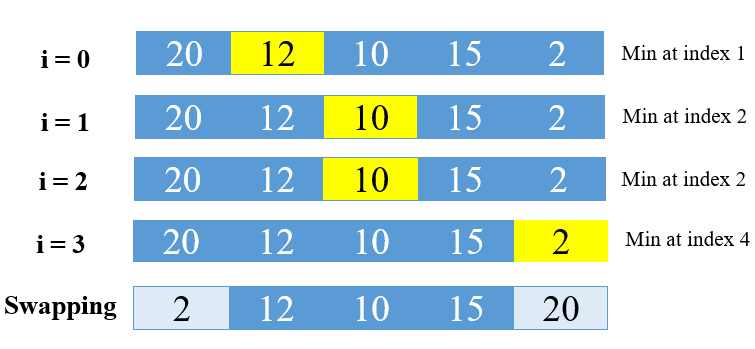 i = 0 20 12 10 15 2 Min at index 1
i = 1 20 12 10 15 2 Min at index 2
i = 2 20 12 10 15 2 Min at index 2
i = 3 20 12 10 15 2 Min at index 4
Swapping 2 12 10 15 20